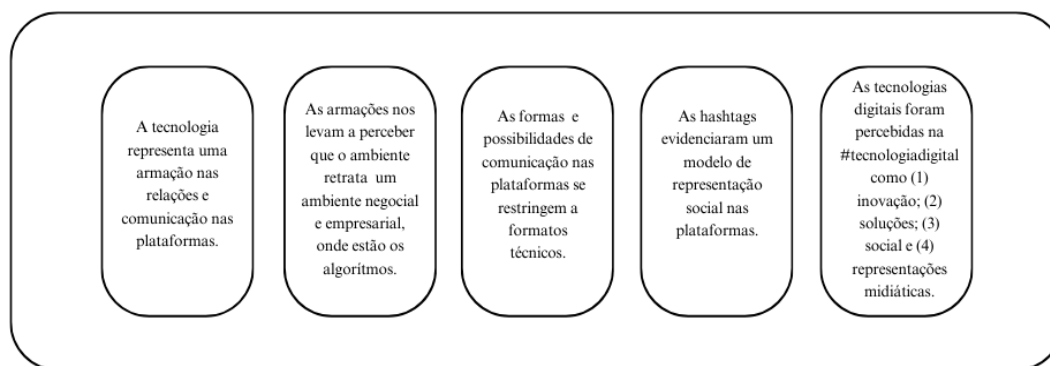 A tecnologia
representa uma
armação nas
relações e
comunicação nas
plataformas.
As armações nos
levam a perceber
que o ambiente
retrata um
ambiente negocial
e empresarial,
onde estão os
algorítmos.
As formas e
possibilidades de
comunicação nas
plataformas se
restringem a
formatos
técnicos.
As hashtags
evidenciaram um
modelo de
representação
social nas
plataformas.
As tecnologias
digitais foram
percebidas na
#tecnologiadigital
como (1)
inovação; (2)
soluções; (3)
social e (4)
representações
midiáticas.